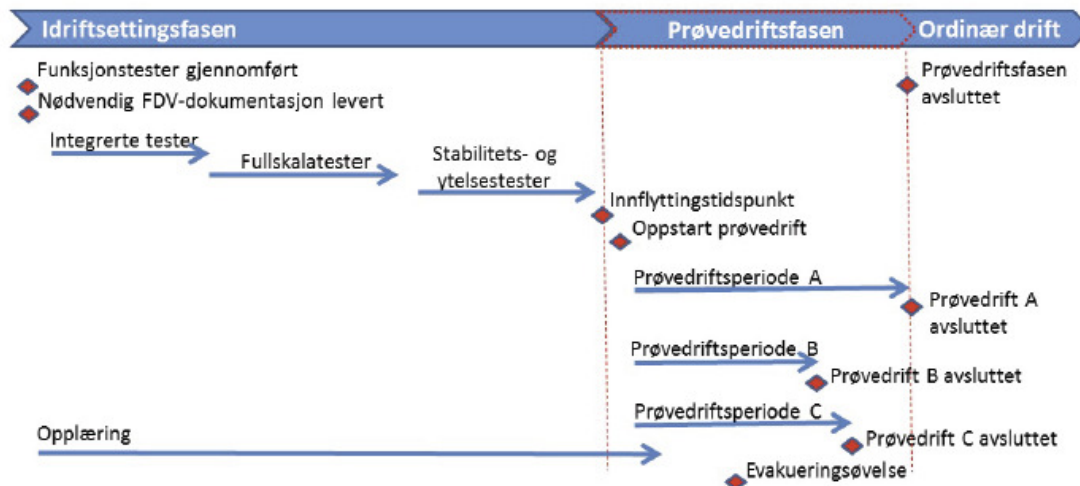 Idriftsettingsfasen
Prøvedriftsfasen
Ordinær drift
Funksjonstester gjennomført
Nødvendig FDV-dokumentasjon levert
Prøvedriftsfasen
avsluttet
Integrerte tester
Fullskalatester
Stabilitets- og
ytelsestester
Innflyttingstidspunkt
Oppstart prøvedrift
Prøvedriftsperiode A
Prøvedrift A
avsluttet
Prøvedriftsperiode B
Prøvedrift B avsluttet
Prøvedriftsperiode C
Prøvedrift C avsluttet
Opplæring
Evakueringsøvelse